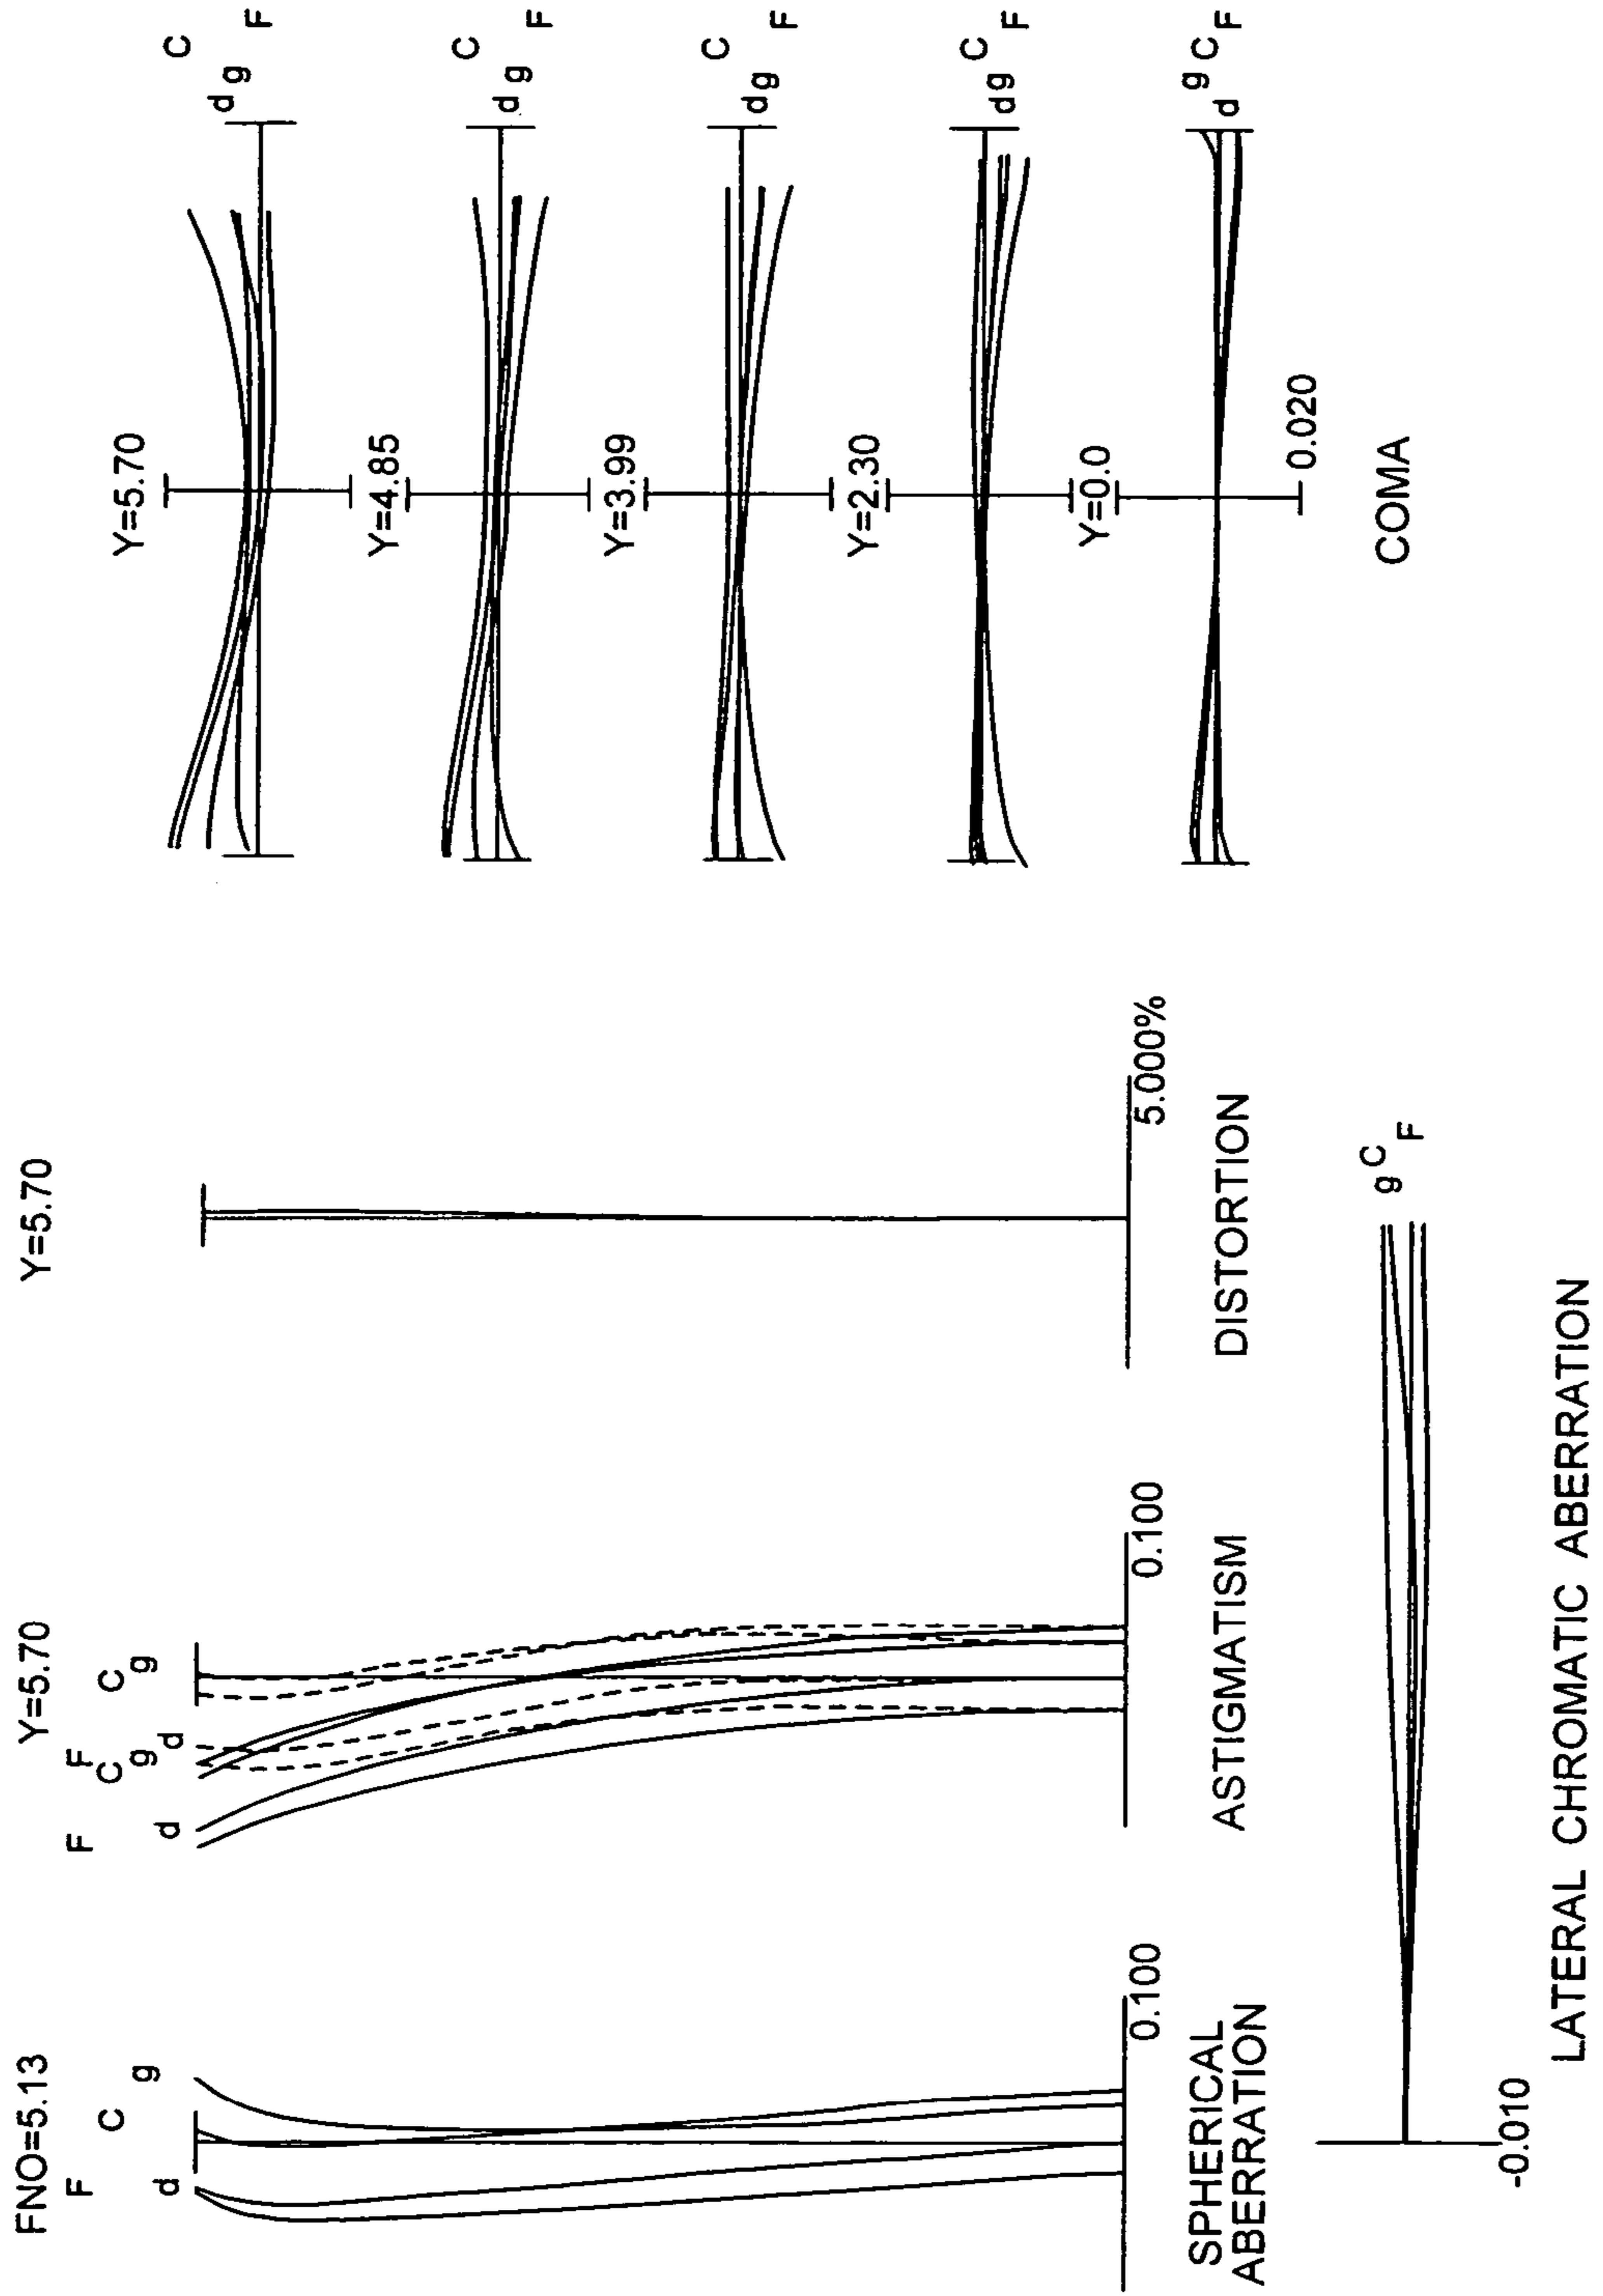 FNO=5.13
F
d
C
g
0.100
SPHERICAL
ABERRATION
Y=5.70
F
d
F
C
g
d
C
g
0.100
ASTIGMATISM
Y=5.70
5.000%
DISTORTION
Y=5.70
d
g
C
F
Y=4.85
C
d
g
F
Y=3.99
C
d
g
F
Y=2.30
C
d
g
F
Y=0.0
g
C
d
F
0.020
COMA
g
C
F
-0.010
LATERAL CHROMATIC ABERRATION